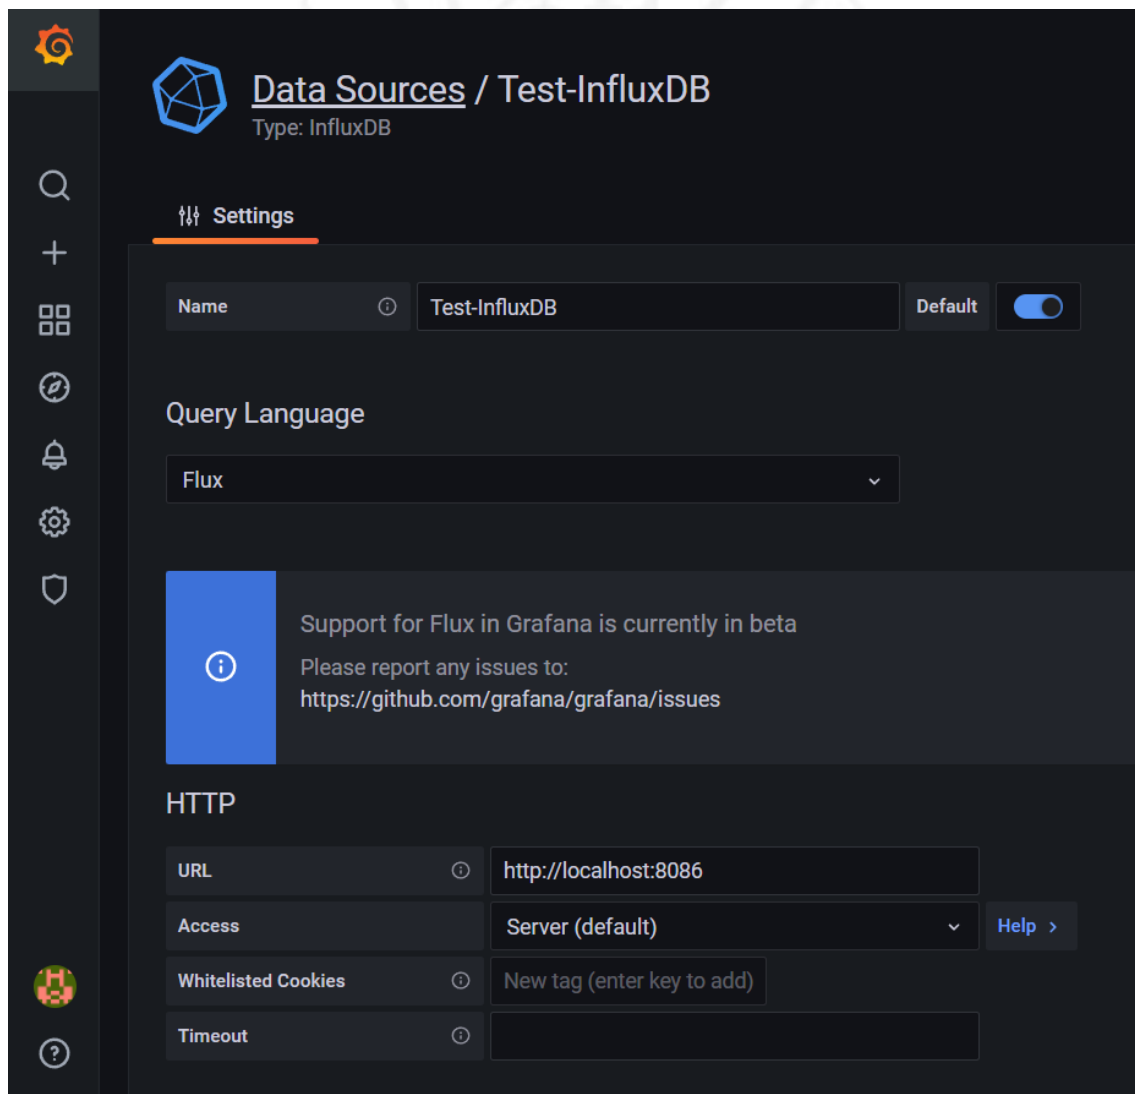 Data Sources / Test-InfluxDB
Type: InfluxDB
Settings
Name Test-InfluxDB Default
Query Language
Flux
Support for Flux in Grafana is currently in beta
Please report any issues to:
https://github.com/grafana/grafana/issues
HTTP
URL http://localhost:8086
Access Server (default) Help >
Whitelisted Cookies New tag (enter key to add)
Timeout